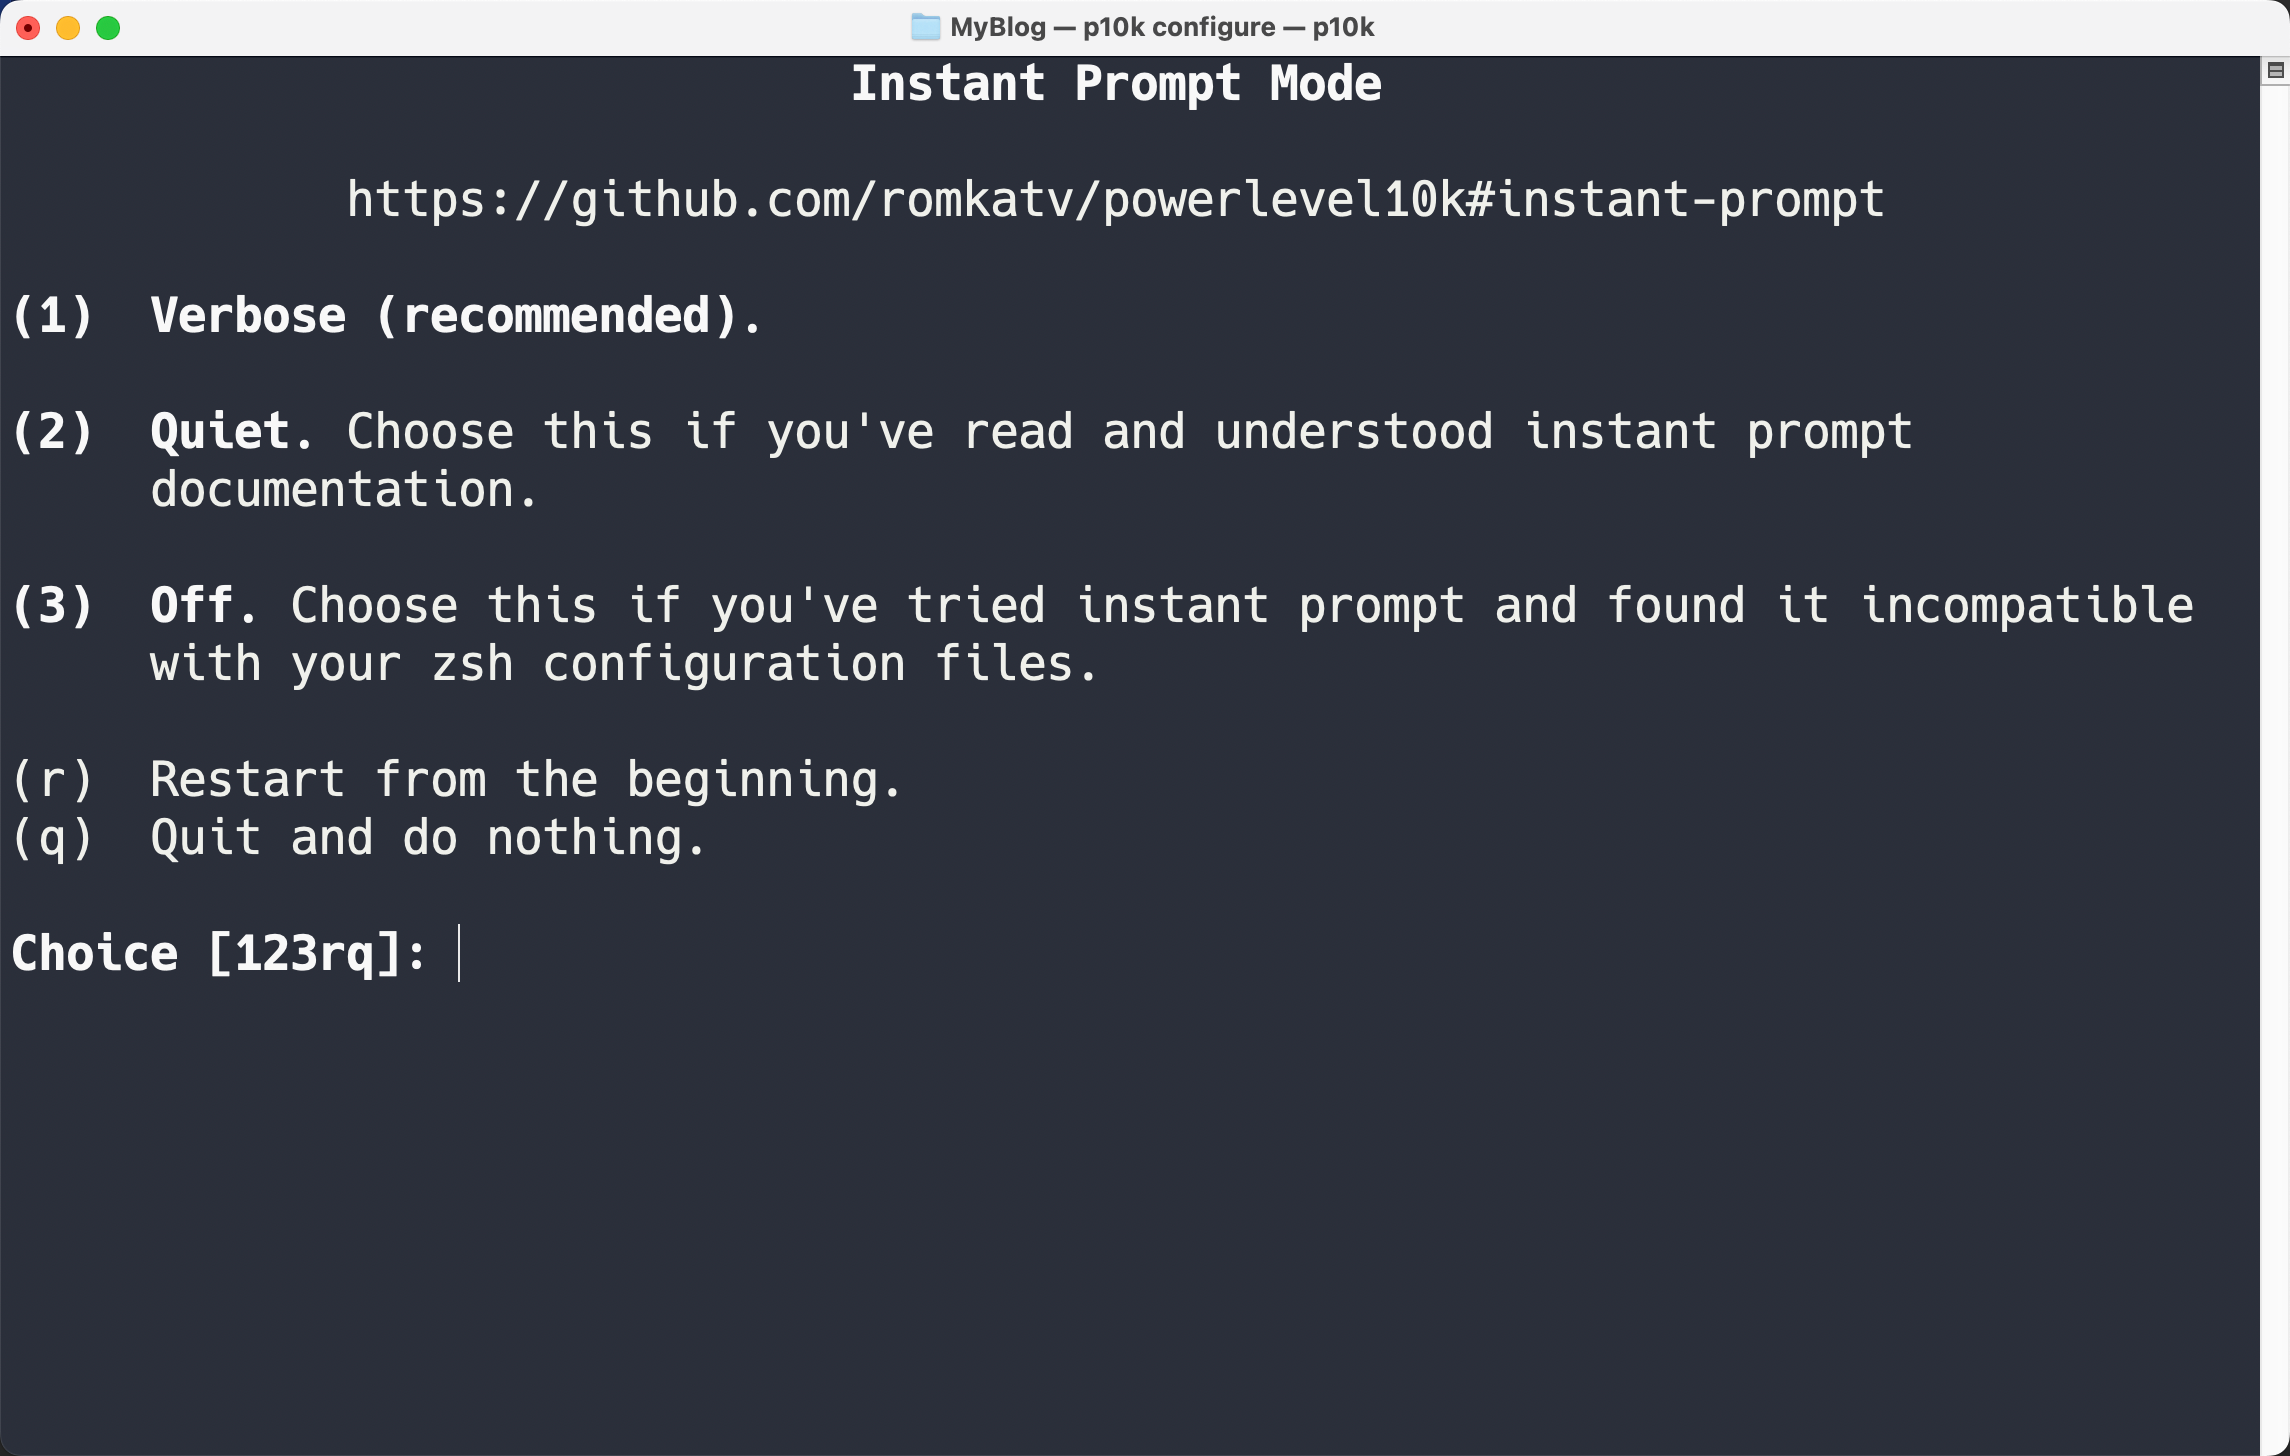 MyBlog — p10k configure — p10k
Instant Prompt Mode
https://github.com/romkatv/powerlevel10k#instant-prompt
(1)  Verbose (recommended).
(2)  Quiet. Choose this if you've read and understood instant prompt
documentation.
(3)  Off. Choose this if you've tried instant prompt and found it incompatible
with your zsh configuration files.
(r)  Restart from the beginning.
(q)  Quit and do nothing.
Choice [123rq]: